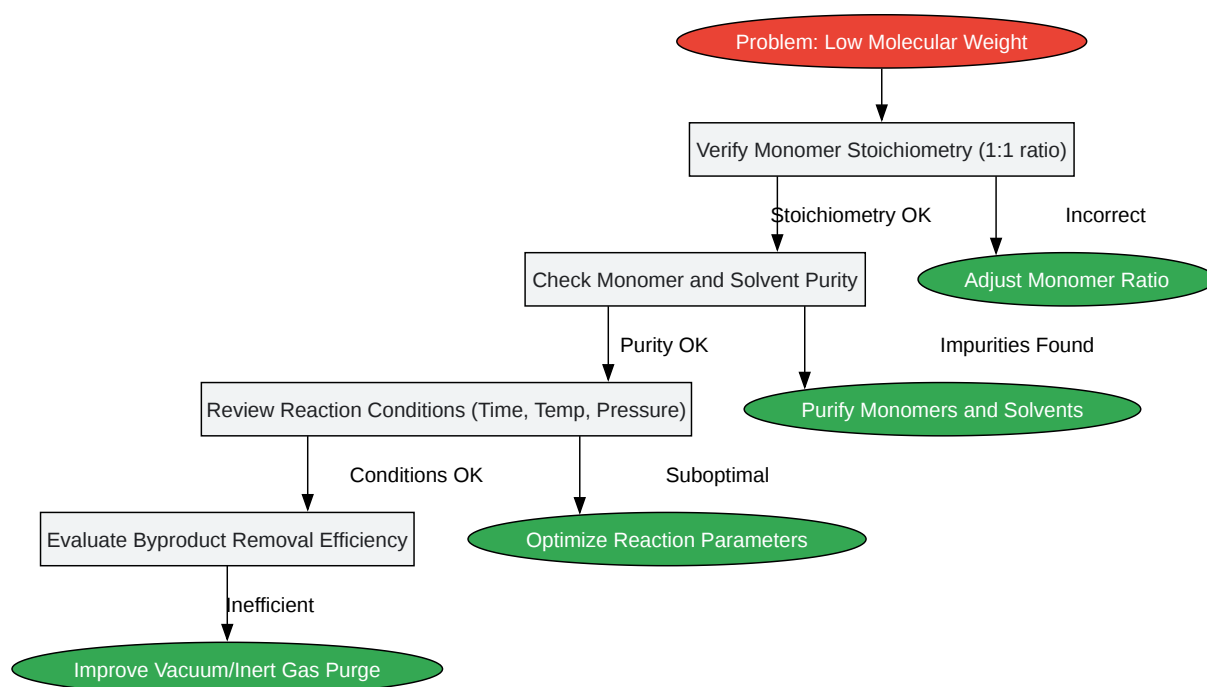 Problem: Low Molecular Weight
Verify Monomer Stoichiometry (1:1 ratio)
Stoichiometry OK
Incorrect
Check Monomer and Solvent Purity
Adjust Monomer Ratio
Purity OK
Impurities Found
Review Reaction Conditions (Time, Temp, Pressure)
Purify Monomers and Solvents
Conditions OK
Suboptimal
Evaluate Byproduct Removal Efficiency
Optimize Reaction Parameters
Inefficient
Improve Vacuum/Inert Gas Purge